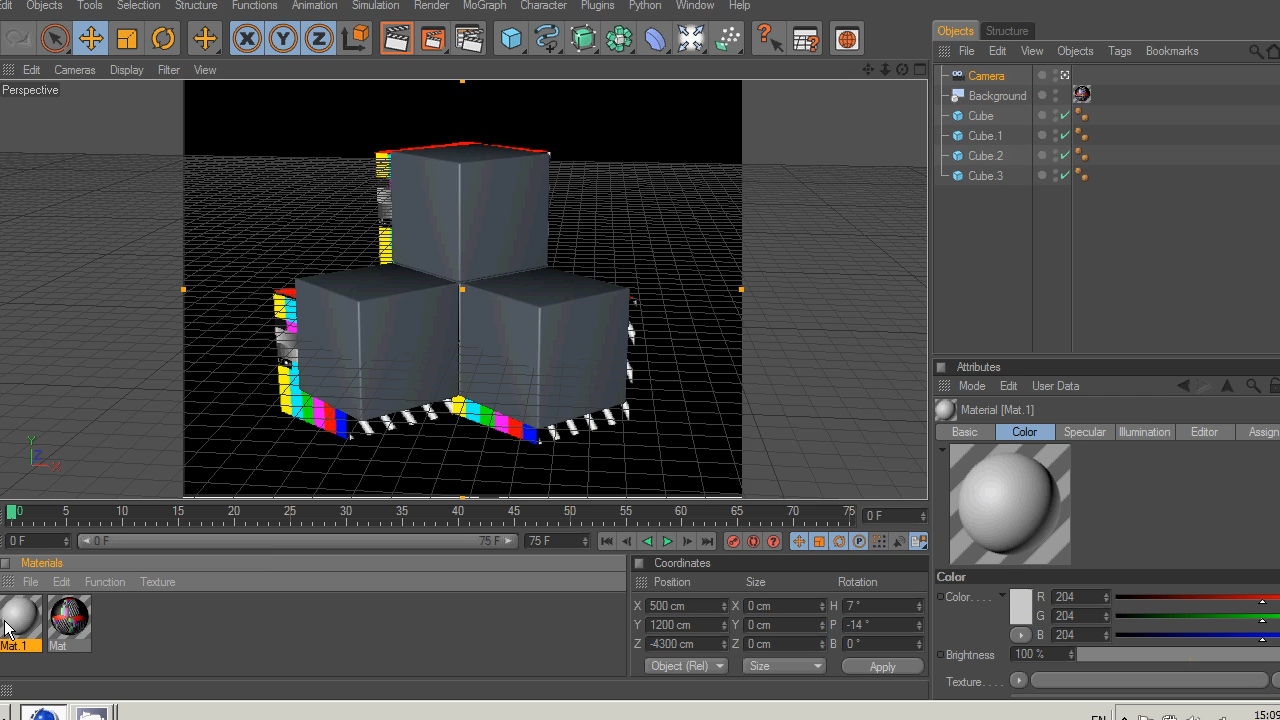 Objects Tools Selection Structure Functions Animation Simulation Render MoGraph Character Plugins Python Window Help
X Y Z
Edit Cameras Display Filter View
Perspective
Y
Z
X
0 5 10 15 20 25 30 35 40 45 50 55 60 65 70 75 0 F
0 F 0 F 75 F 75 F
Materials
File Edit Function Texture
Mat.1 Mat
Coordinates
Position Size Rotation
X 500 cm X 0 cm H 7 °
Y 1200 cm Y 0 cm P -14 °
Z -4300 cm Z 0 cm B 0 °
Object (Rel) Size Apply
Objects Structure
File Edit View Objects Tags Bookmarks
Camera
Background
Cube
Cube.1
Cube.2
Cube.3
Attributes
Mode Edit User Data
Material [Mat.1]
Basic Color Specular Illumination Editor Assign
Color
Color. . . . R 204
G 204
B 204
Brightness 100 %
Texture. . . .
EN 15:09